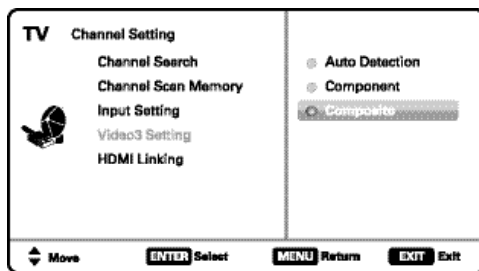 TV Channel Setting
Channel Search
Channel Scan Memory
Input Setting
Video3 Setting
HDMI Linking
Auto Detection
Component
Composite
Move ENTER Select MENU Return EXIT Exit